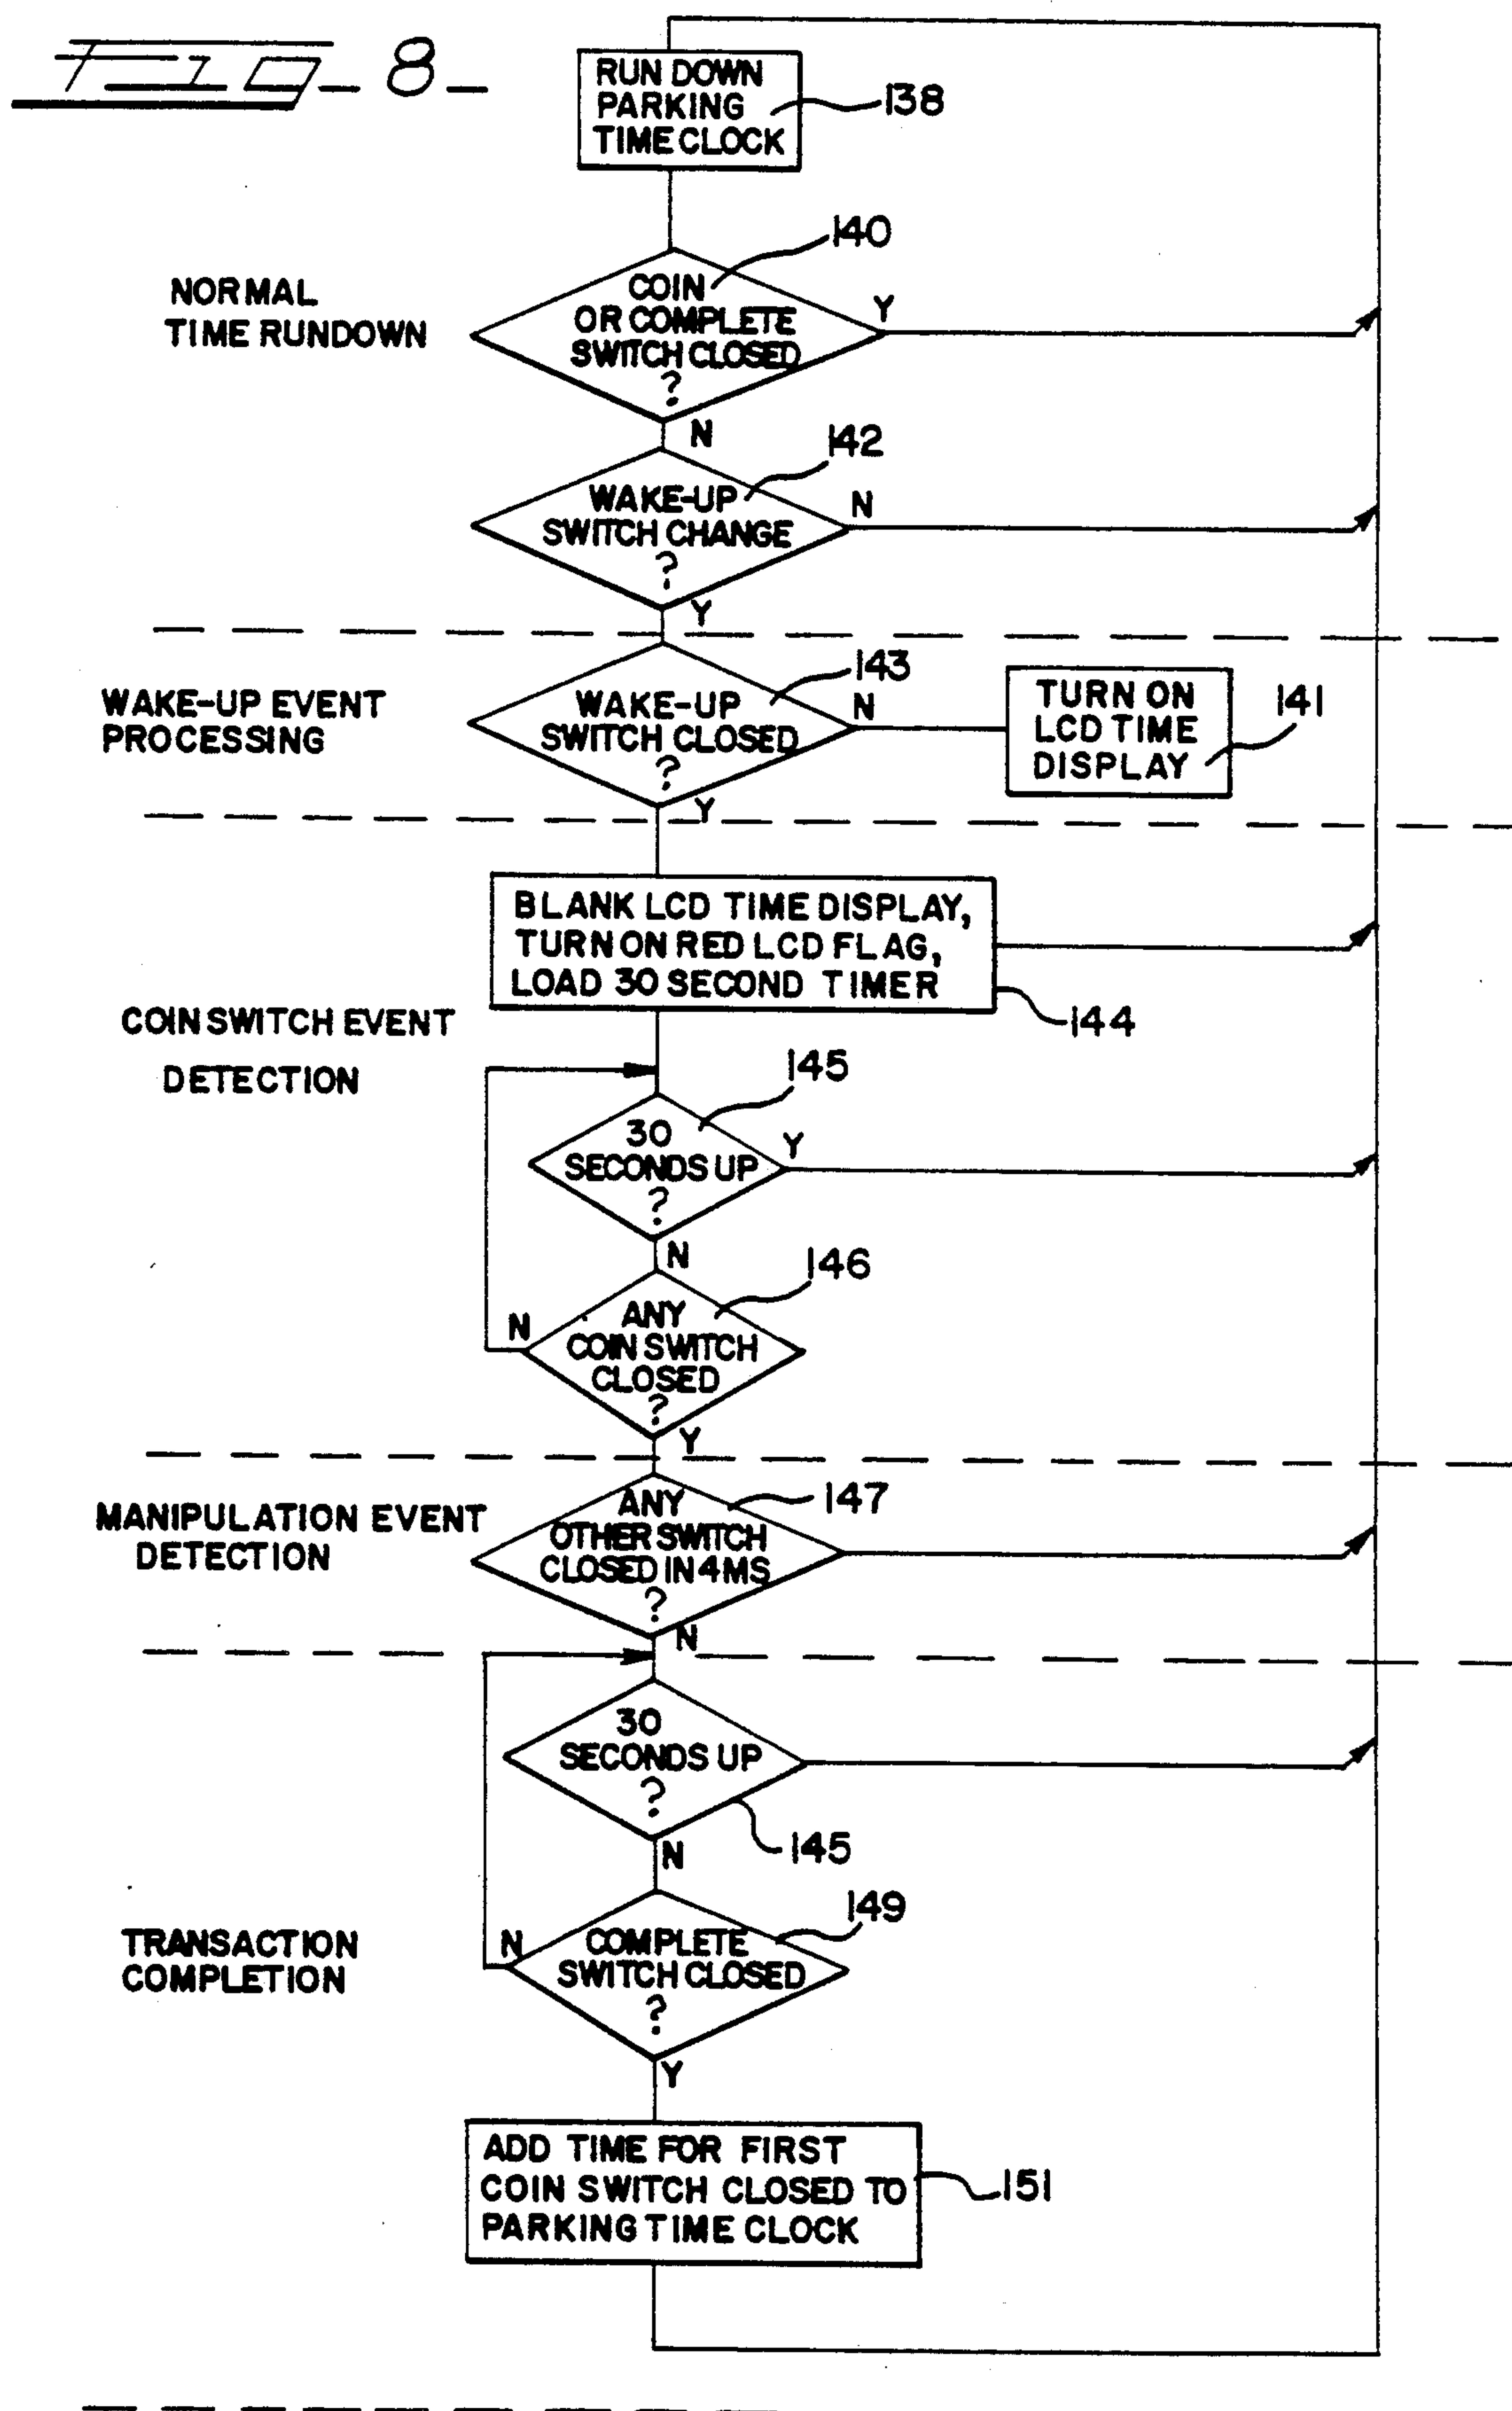 Fig_8_
RUN DOWN
PARKING
TIME CLOCK
138
NORMAL
TIME RUNDOWN
140
COIN
OR COMPLETE
SWITCH CLOSED
?
Y
N
142
WAKE-UP
SWITCH CHANGE
?
N
Y
WAKE-UP EVENT
PROCESSING
143
WAKE-UP
SWITCH CLOSED
?
N
Y
TURN ON
LCD TIME
DISPLAY
141
BLANK LCD TIME DISPLAY,
TURN ON RED LCD FLAG,
LOAD 30 SECOND TIMER
144
COIN SWITCH EVENT
DETECTION
145
30
SECONDS UP
?
Y
N
146
ANY
COIN SWITCH
CLOSED
?
N
Y
MANIPULATION EVENT
DETECTION
147
ANY
OTHER SWITCH
CLOSED IN 4MS
?
N
30
SECONDS UP
?
145
N
TRANSACTION
COMPLETION
149
COMPLETE
SWITCH CLOSED
?
N
Y
ADD TIME FOR FIRST
COIN SWITCH CLOSED TO
PARKING TIME CLOCK
151